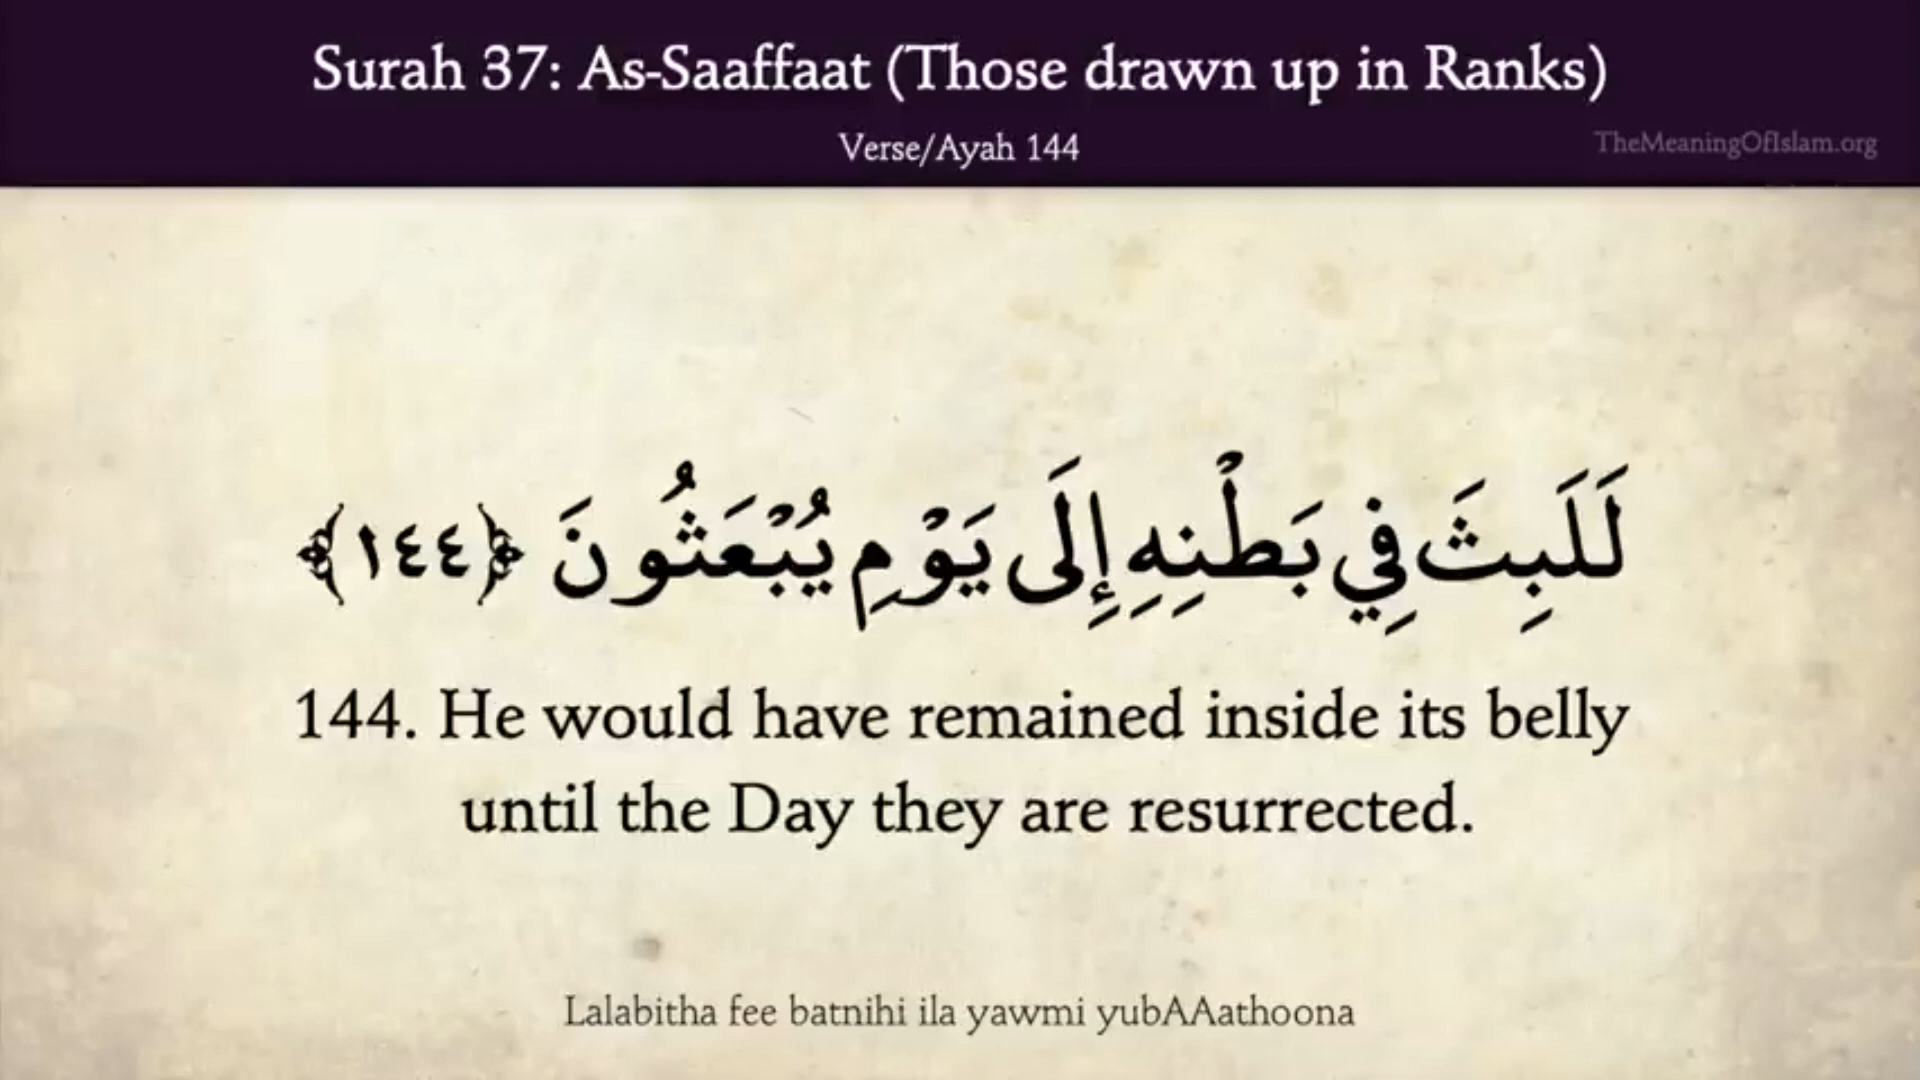 Surah 37: As-Saaffaat (Those drawn up in Ranks)
Verse/Ayah 144
TheMeaningOfIslam.org
لَلَبِثَ فِي بَطْنِهِ إِلَى يَوْمِ يُبْعَثُونَ ﴿١٤٤﴾
144. He would have remained inside its belly
until the Day they are resurrected.
Lalabitha fee batnihi ila yawmi yubAAathoona